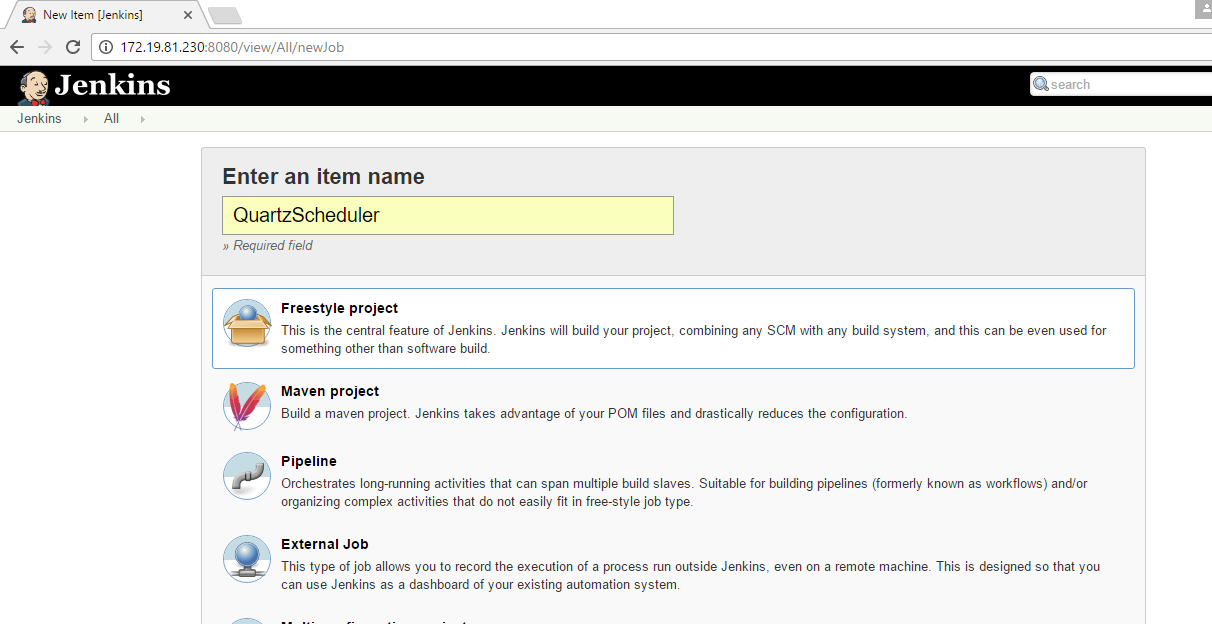 New Item [Jenkins]
172.19.81.230:8080/view/All/newJob
Jenkins
search
Jenkins All
Enter an item name
QuartzScheduler
» Required field
Freestyle project
This is the central feature of Jenkins. Jenkins will build your project, combining any SCM with any build system, and this can be even used for
something other than software build.
Maven project
Build a maven project. Jenkins takes advantage of your POM files and drastically reduces the configuration.
Pipeline
Orchestrates long-running activities that can span multiple build slaves. Suitable for building pipelines (formerly known as workflows) and/or
organizing complex activities that do not easily fit in free-style job type.
External Job
This type of job allows you to record the execution of a process run outside Jenkins, even on a remote machine. This is designed so that you
can use Jenkins as a dashboard of your existing automation system.